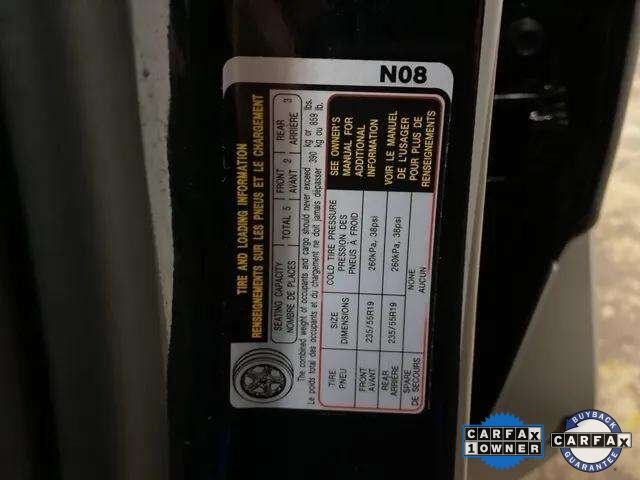 N08
TIRE AND LOADING INFORMATION
RENSEIGNEMENTS SUR LES PNEUS ET LE CHARGEMENT
SEATING CAPACITY TOTAL 5 FRONT 2 REAR 3
NOMBRE DE PLACES AVANT ARRIÈRE
The combined weight of occupants and cargo should never exceed 390 kg or 859 lbs.
Le poids total des occupants et du chargement ne doit jamais dépasser kg ou lb.
TIRE SIZE COLD TIRE PRESSURE SEE OWNER'S
PNEU DIMENSIONS PRESSION DES MANUAL FOR
PNEUS À FROID ADDITIONAL
FRONT 235/55R19 260kPa, 38psi INFORMATION
AVANT
REAR 235/55R19 260kPa, 38psi VOIR LE MANUEL
ARRIÈRE DE L'USAGER
SPARE NONE POUR PLUS DE
DE SECOURS AUCUN RENSEIGNEMENTS
CARFAX
1 OWNER
BUYBACK
CARFAX
GUARANTEE